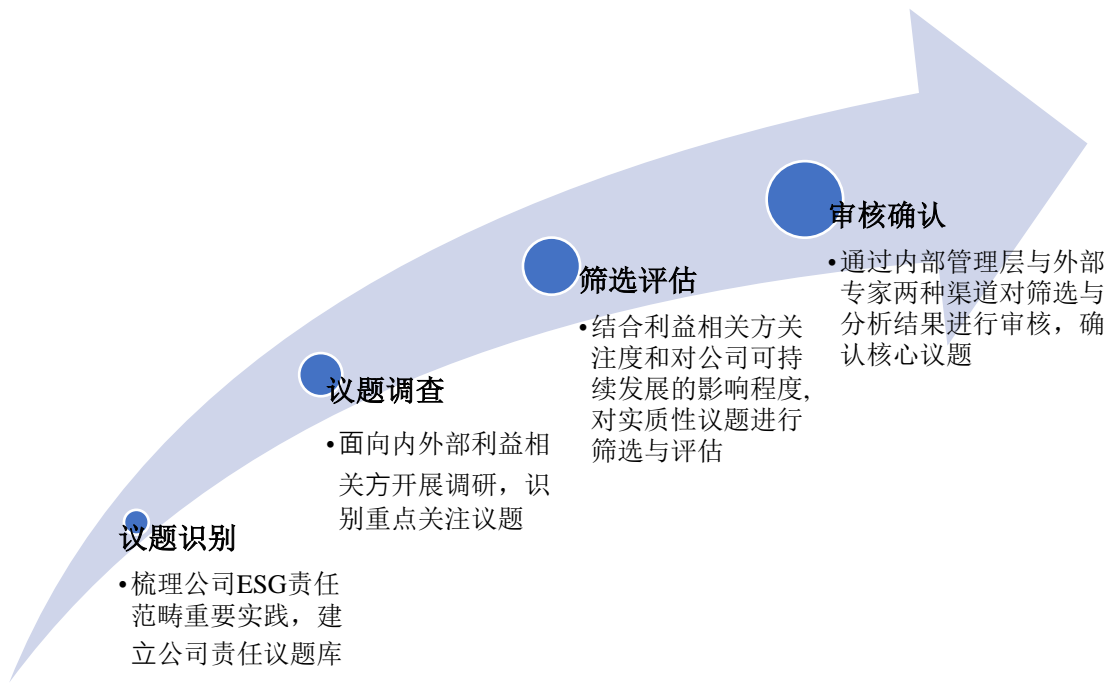 议题识别
•梳理公司ESG责任
范畴重要实践，建
立公司责任议题库
议题调查
•面向内外部利益相
关方开展调研，识
别重点关注议题
筛选评估
•结合利益相关方关
注度和对公司可持
续发展的影响程度,
对实质性议题进行
筛选与评估
审核确认
•通过内部管理层与外部
专家两种渠道对筛选与
分析结果进行审核，确
认核心议题